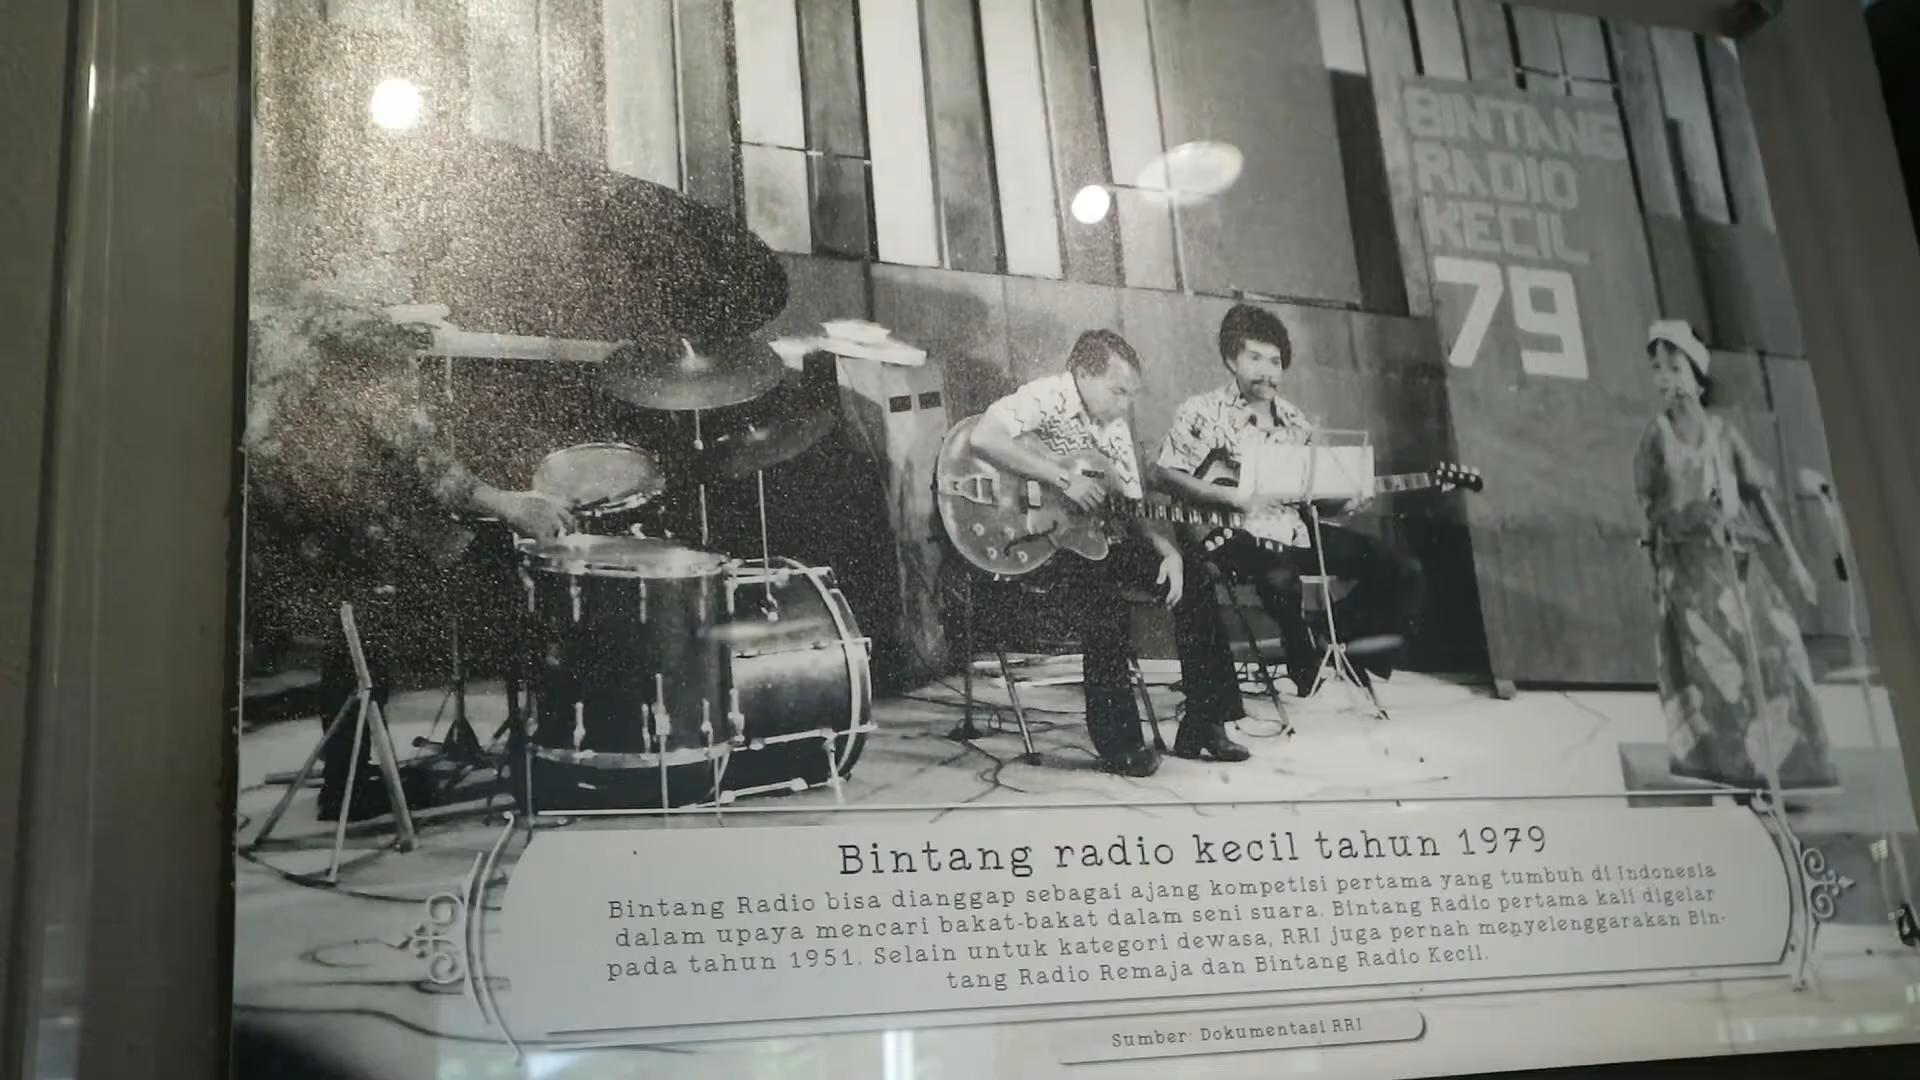 BINTANG
RADIO
KECIL
79
Bintang radio kecil tahun 1979
Bintang Radio bisa dianggap sebagai ajang kompetisi pertama yang tumbuh di Indonesia
dalam upaya mencari bakat-bakat dalam seni suara. Bintang Radio pertama kali digelar
pada tahun 1951. Selain untuk kategori dewasa, RRI juga pernah menyelenggarakan Bin-
tang Radio Remaja dan Bintang Radio Kecil.
Sumber: Dokumentasi RRI